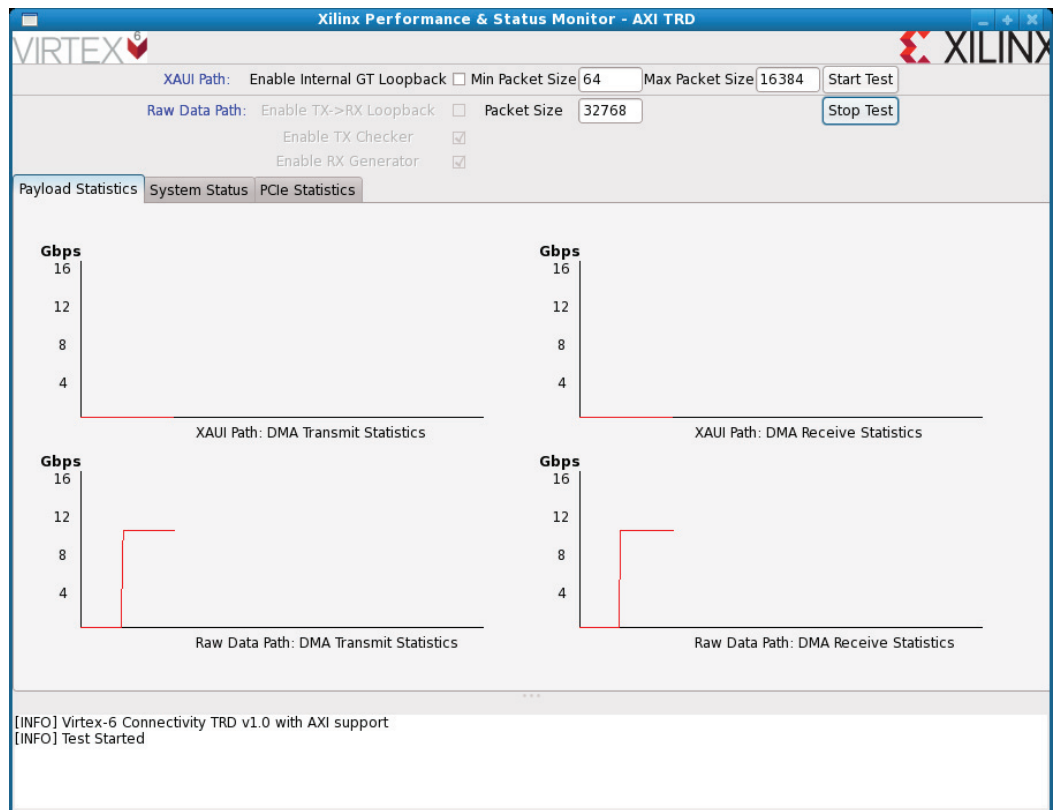 Xilinx Performance & Status Monitor - AXI TRD
VIRTEX 6 XILINX
XAUI Path: Enable Internal GT Loopback Min Packet Size 64 Max Packet Size 16384 Start Test
Raw Data Path: Enable TX->RX Loopback Packet Size 32768 Stop Test
Enable TX Checker
Enable RX Generator
Payload Statistics System Status PCIe Statistics
Gbps
16
12
8
4
XAUI Path: DMA Transmit Statistics
Gbps
16
12
8
4
XAUI Path: DMA Receive Statistics
Gbps
16
12
8
4
Raw Data Path: DMA Transmit Statistics
Gbps
16
12
8
4
Raw Data Path: DMA Receive Statistics
[INFO] Virtex-6 Connectivity TRD v1.0 with AXI support
[INFO] Test Started